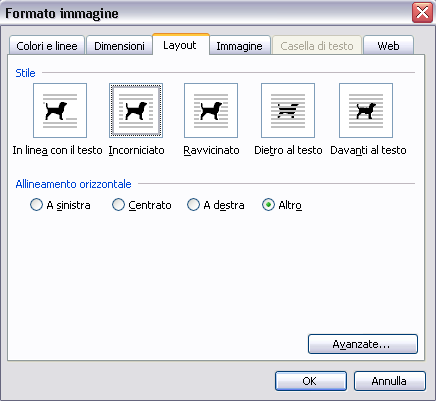 Formato immagine
Colori e linee Dimensioni Layout Immagine Casella di testo Web
Stile
In linea con il testo Incorniciato Ravvicinato Dietro al testo Davanti al testo
Allineamento orizzontale
A sinistra Centrato A destra Altro
Avanzate...
OK Annulla